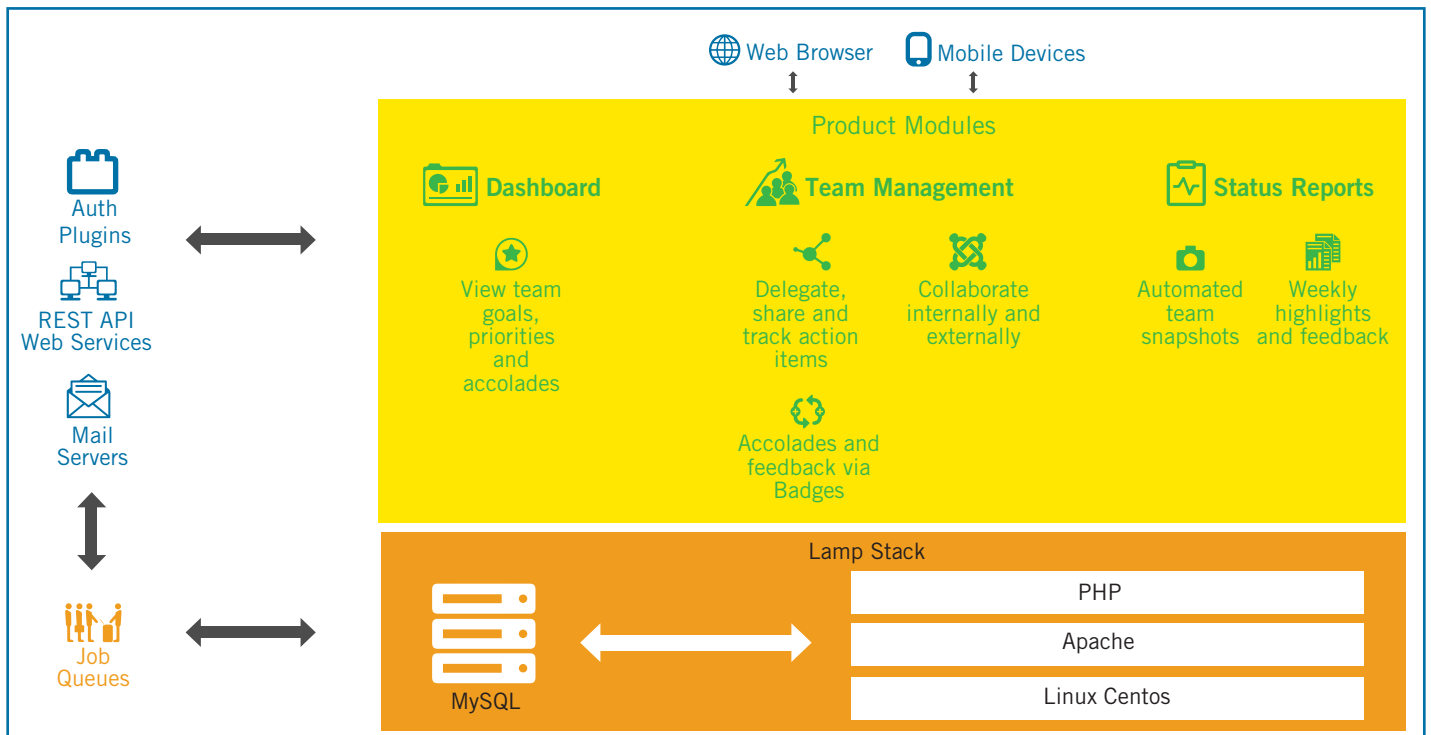 Web Browser
Mobile Devices
Auth
Plugins
REST API
Web Services
Mail
Servers
Job
Queues
Product Modules
Dashboard
View team
goals,
priorities
and
accolades
Team Management
Delegate,
share and
track action
items
Collaborate
internally and
externally
Accolades and
feedback via
Badges
Status Reports
Automated
team
snapshots
Weekly
highlights
and feedback
Lamp Stack
MySQL
PHP
Apache
Linux Centos